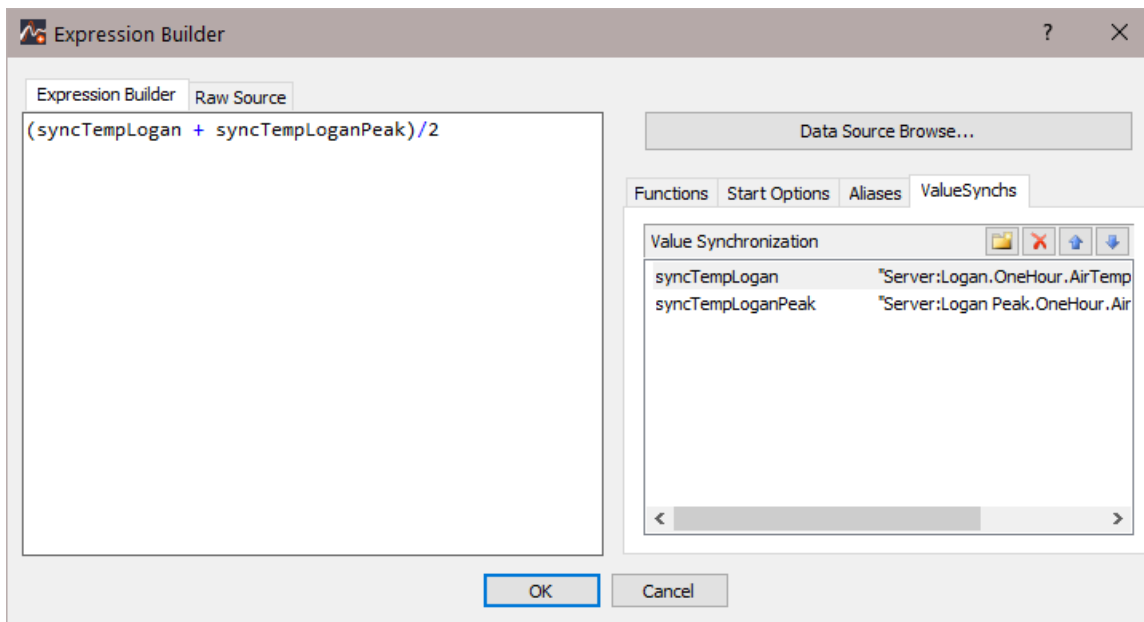 Expression Builder ?
Expression Builder Raw Source
(syncTempLogan + syncTempLoganPeak)/2
Data Source Browse...
Functions Start Options Aliases ValueSynchs
Value Synchronization
syncTempLogan "Server:Logan.OneHour.AirTemp
syncTempLoganPeak "Server:Logan Peak.OneHour.Air
OK Cancel